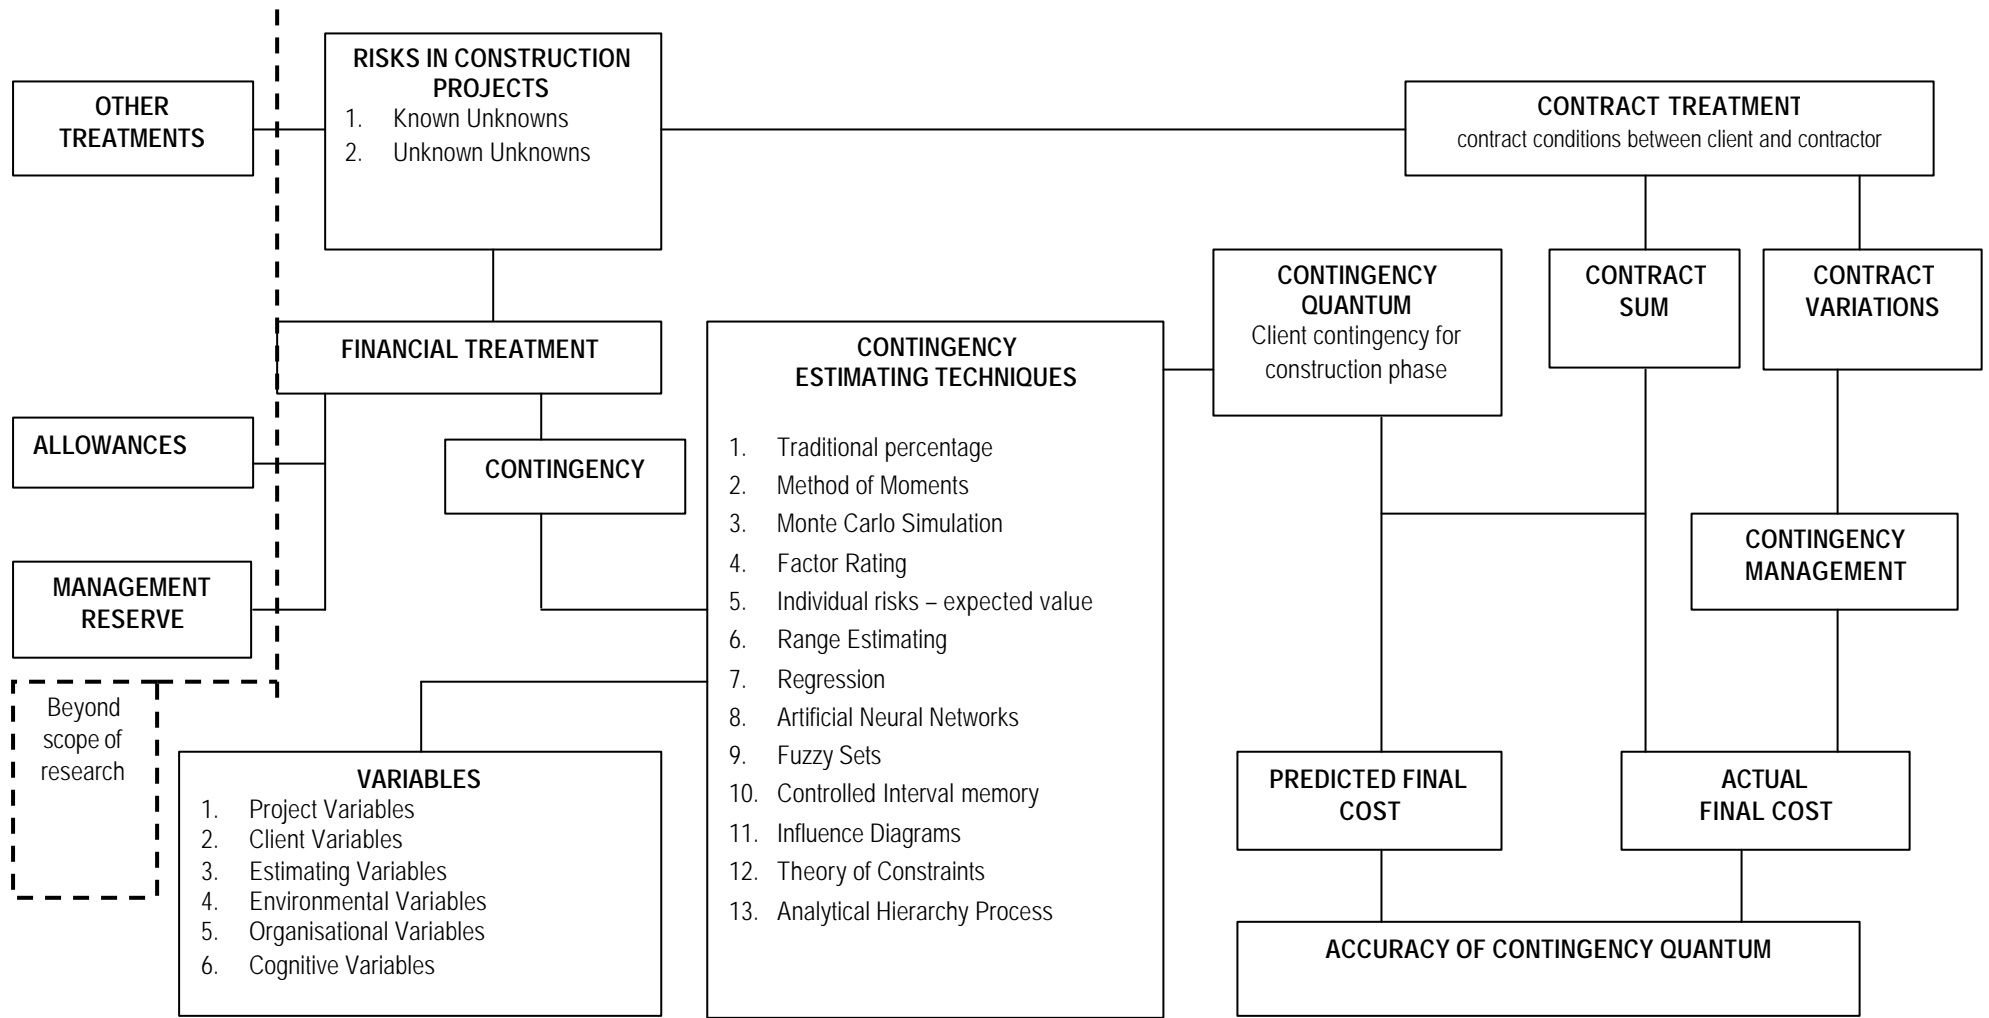 RISKS IN CONSTRUCTION
PROJECTS
1. Known Unknowns
2. Unknown Unknowns
OTHER
TREATMENTS
CONTRACT TREATMENT
contract conditions between client and contractor
CONTINGENCY
QUANTUM
Client contingency for
construction phase
CONTRACT
SUM
CONTRACT
VARIATIONS
FINANCIAL TREATMENT
ALLOWANCES
CONTINGENCY
MANAGEMENT
RESERVE
CONTINGENCY
ESTIMATING TECHNIQUES
1. Traditional percentage
2. Method of Moments
3. Monte Carlo Simulation
4. Factor Rating
5. Individual risks – expected value
6. Range Estimating
7. Regression
8. Artificial Neural Networks
9. Fuzzy Sets
10. Controlled Interval memory
11. Influence Diagrams
12. Theory of Constraints
13. Analytical Hierarchy Process
CONTINGENCY
MANAGEMENT
Beyond
scope of
research
VARIABLES
1. Project Variables
2. Client Variables
3. Estimating Variables
4. Environmental Variables
5. Organisational Variables
6. Cognitive Variables
PREDICTED FINAL
COST
ACTUAL
FINAL COST
ACCURACY OF CONTINGENCY QUANTUM